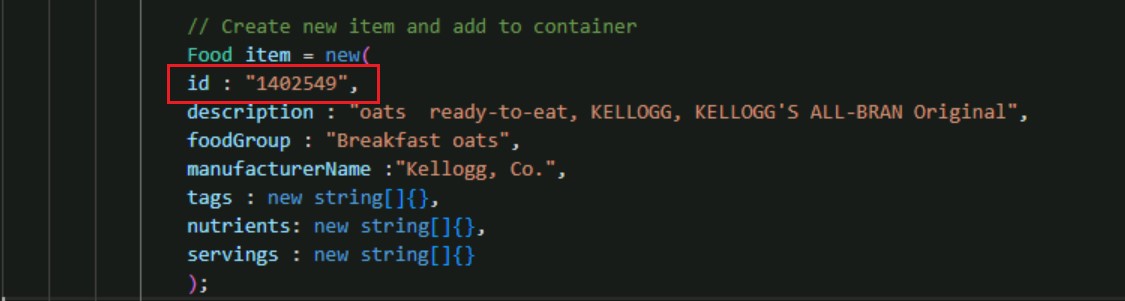 // Create new item and add to container
Food item = new(
id : "1402549",
description : "oats  ready-to-eat, KELLOGG, KELLOGG'S ALL-BRAN Original",
foodGroup : "Breakfast oats",
manufacturerName :"Kellogg, Co.",
tags : new string[]{},
nutrients: new string[]{},
servings : new string[]{}
);